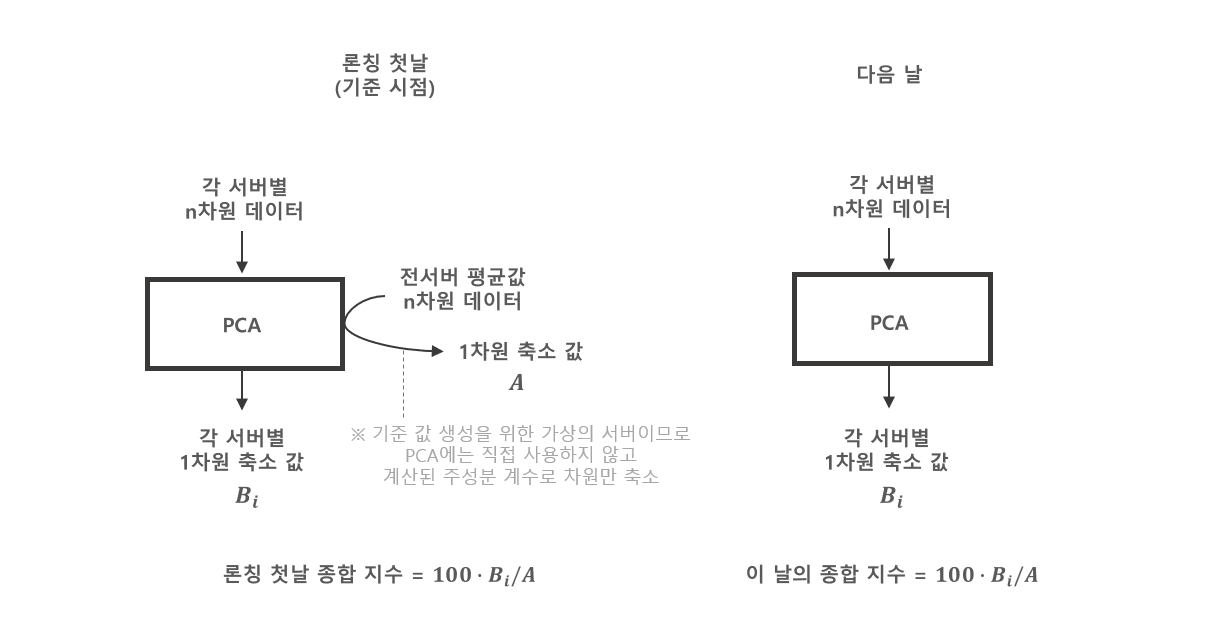 론칭 첫날
(기준 시점)
다음 날
각 서버별
n차원 데이터
PCA
전서버 평균값
n차원 데이터
1차원 축소 값
A
※ 기준 값 생성을 위한 가상의 서버이므로
PCA에는 직접 사용하지 않고
계산된 주성분 계수로 차원만 축소
각 서버별
1차원 축소 값
Bᵢ
론칭 첫날 종합 지수 = 100 · Bᵢ/A
각 서버별
n차원 데이터
PCA
각 서버별
1차원 축소 값
Bᵢ
이 날의 종합 지수 = 100 · Bᵢ/A